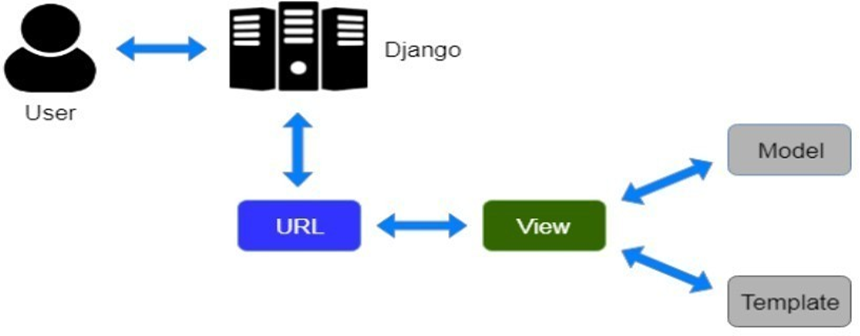 Django
User
Model
URL
View
Template